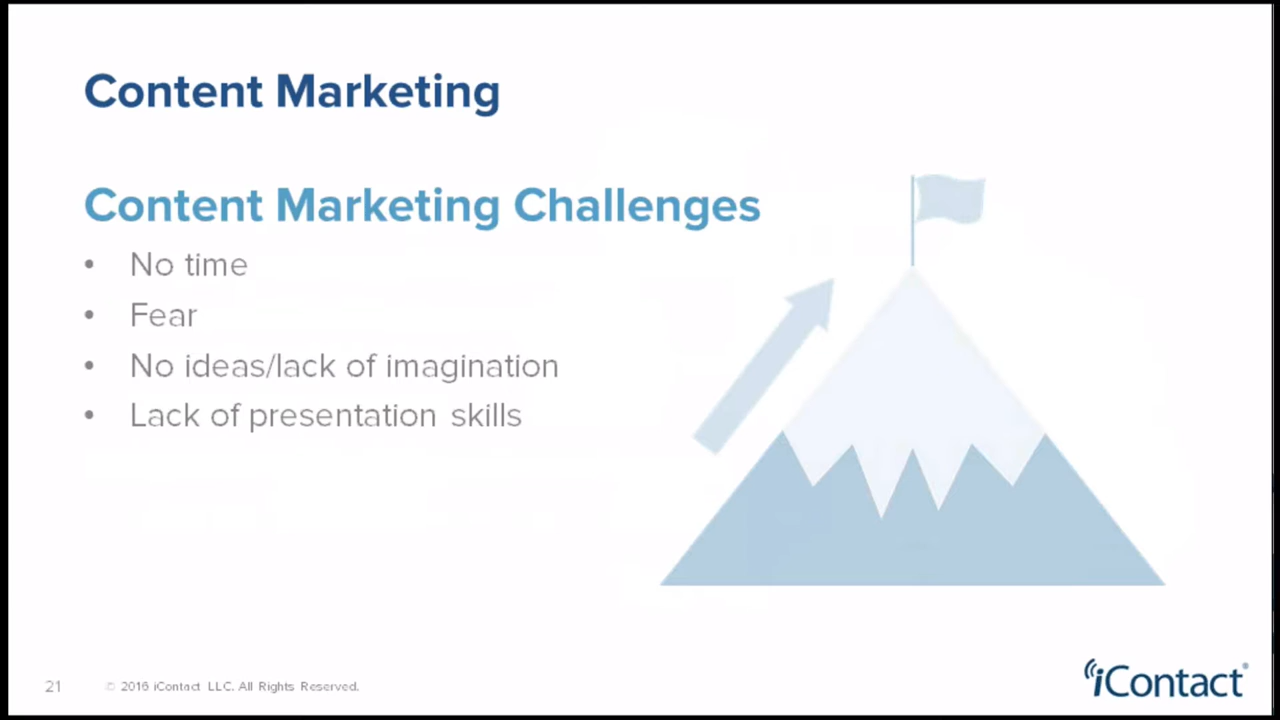 Content Marketing
Content Marketing Challenges
• No time
• Fear
• No ideas/lack of imagination
• Lack of presentation skills
21 © 2016 iContact LLC. All Rights Reserved.
iContact®